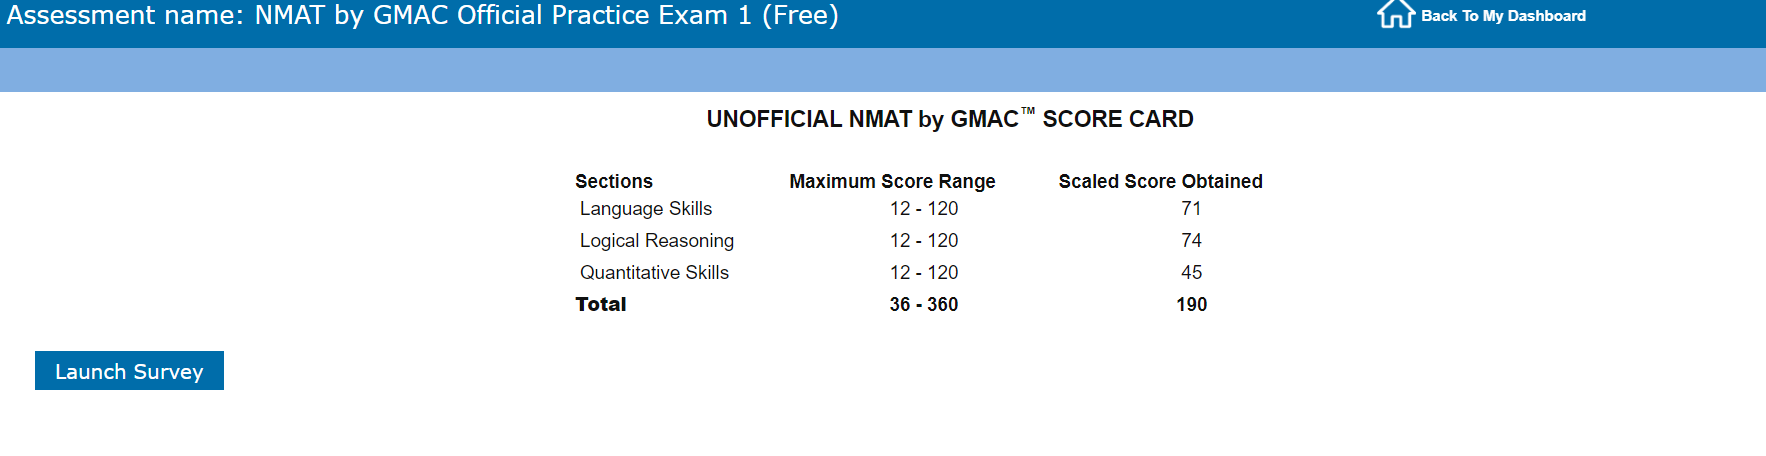 Assessment name: NMAT by GMAC Official Practice Exam 1 (Free)
Back To My Dashboard
UNOFFICIAL NMAT by GMAC™ SCORE CARD
Sections Maximum Score Range Scaled Score Obtained
Language Skills 12 - 120 71
Logical Reasoning 12 - 120 74
Quantitative Skills 12 - 120 45
Total 36 - 360 190
Launch Survey